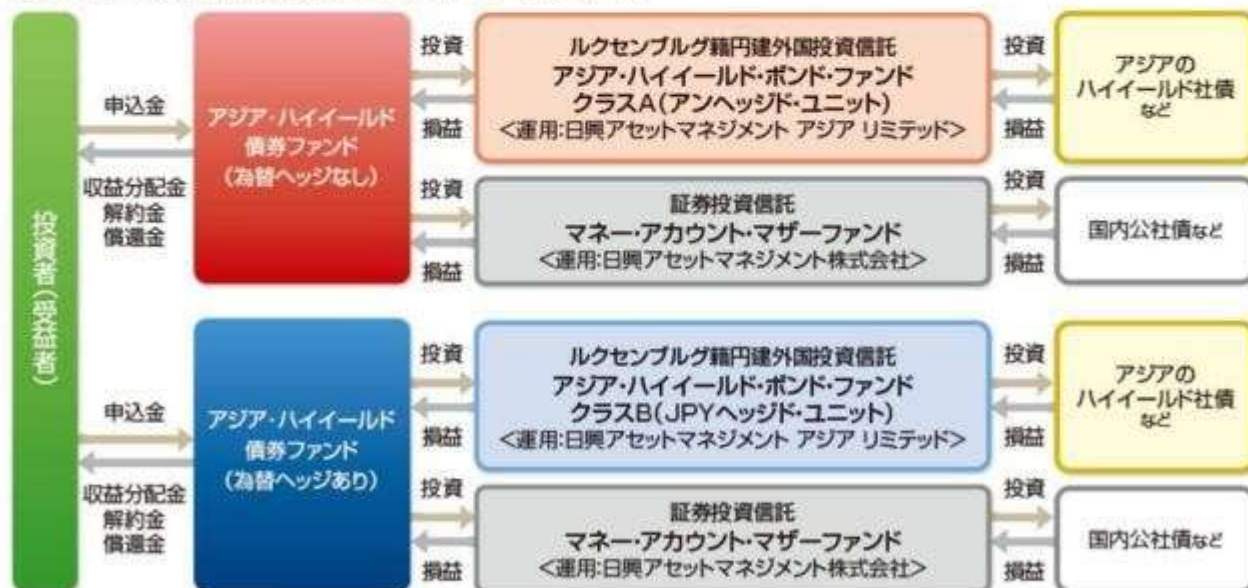 投資者(受益者)
申込金
収益分配金
解約金
償還金
アジア・ハイイールド
債券ファンド
(為替ヘッジなし)
投資
損益
ルクセンブルグ籍円建外国投資信託
アジア・ハイイールド・ボンド・ファンド
クラスA(アンヘッジド・ユニット)
<運用:日興アセットマネジメント アジア リミテッド>
投資
損益
アジアの
ハイイールド社債
など
投資
損益
証券投資信託
マネー・アカウント・マザーファンド
<運用:日興アセットマネジメント株式会社>
投資
損益
国内公社債など
申込金
収益分配金
解約金
償還金
アジア・ハイイールド
債券ファンド
(為替ヘッジあり)
投資
損益
ルクセンブルグ籍円建外国投資信託
アジア・ハイイールド・ボンド・ファンド
クラスB(JPYヘッジド・ユニット)
<運用:日興アセットマネジメント アジア リミテッド>
投資
損益
アジアの
ハイイールド社債
など
投資
損益
証券投資信託
マネー・アカウント・マザーファンド
<運用:日興アセットマネジメント株式会社>
投資
損益
国内公社債など